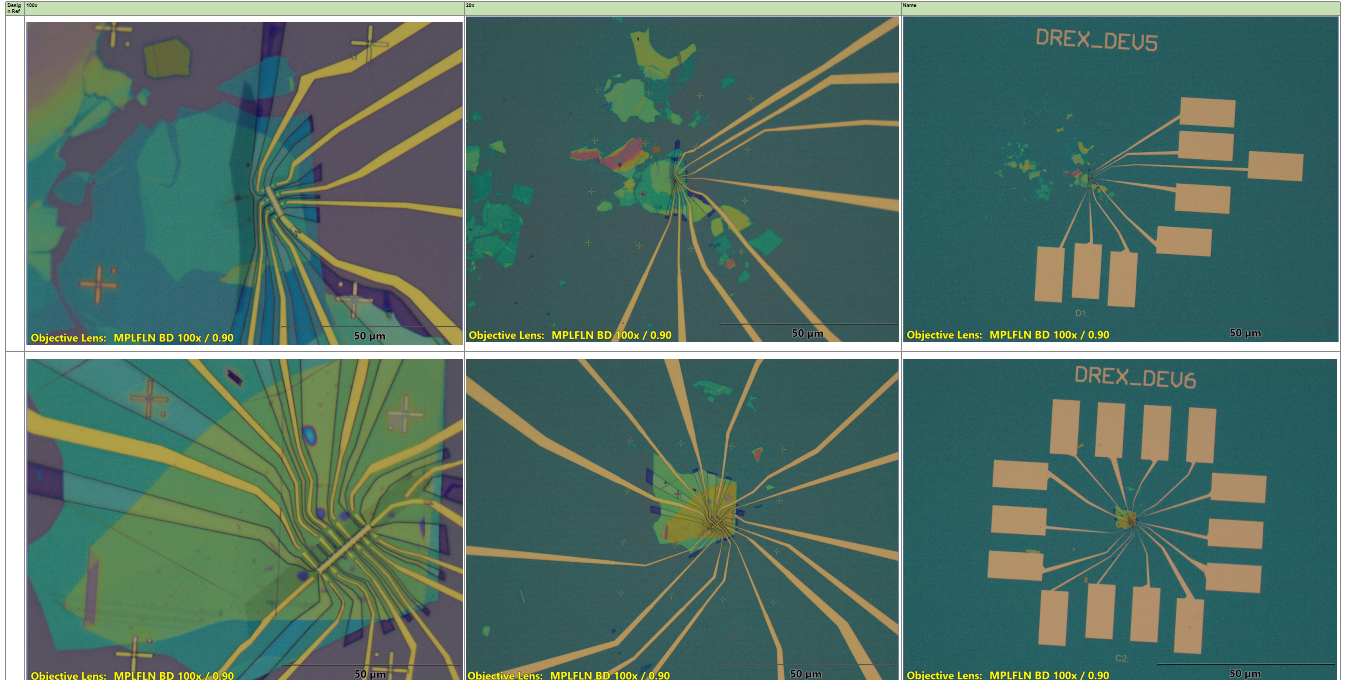 Desig
n Ref
100x
20x
Name
Objective Lens: MPLFLN BD 100x / 0.90
50 µm
Objective Lens: MPLFLN BD 100x / 0.90
50 µm
DREX_DEV5
D1
Objective Lens: MPLFLN BD 100x / 0.90
50 µm
Objective Lens: MPLFLN BD 100x / 0.90
50 µm
Objective Lens: MPLFLN BD 100x / 0.90
50 µm
DREX_DEV6
C2
Objective Lens: MPLFLN BD 100x / 0.90
50 µm